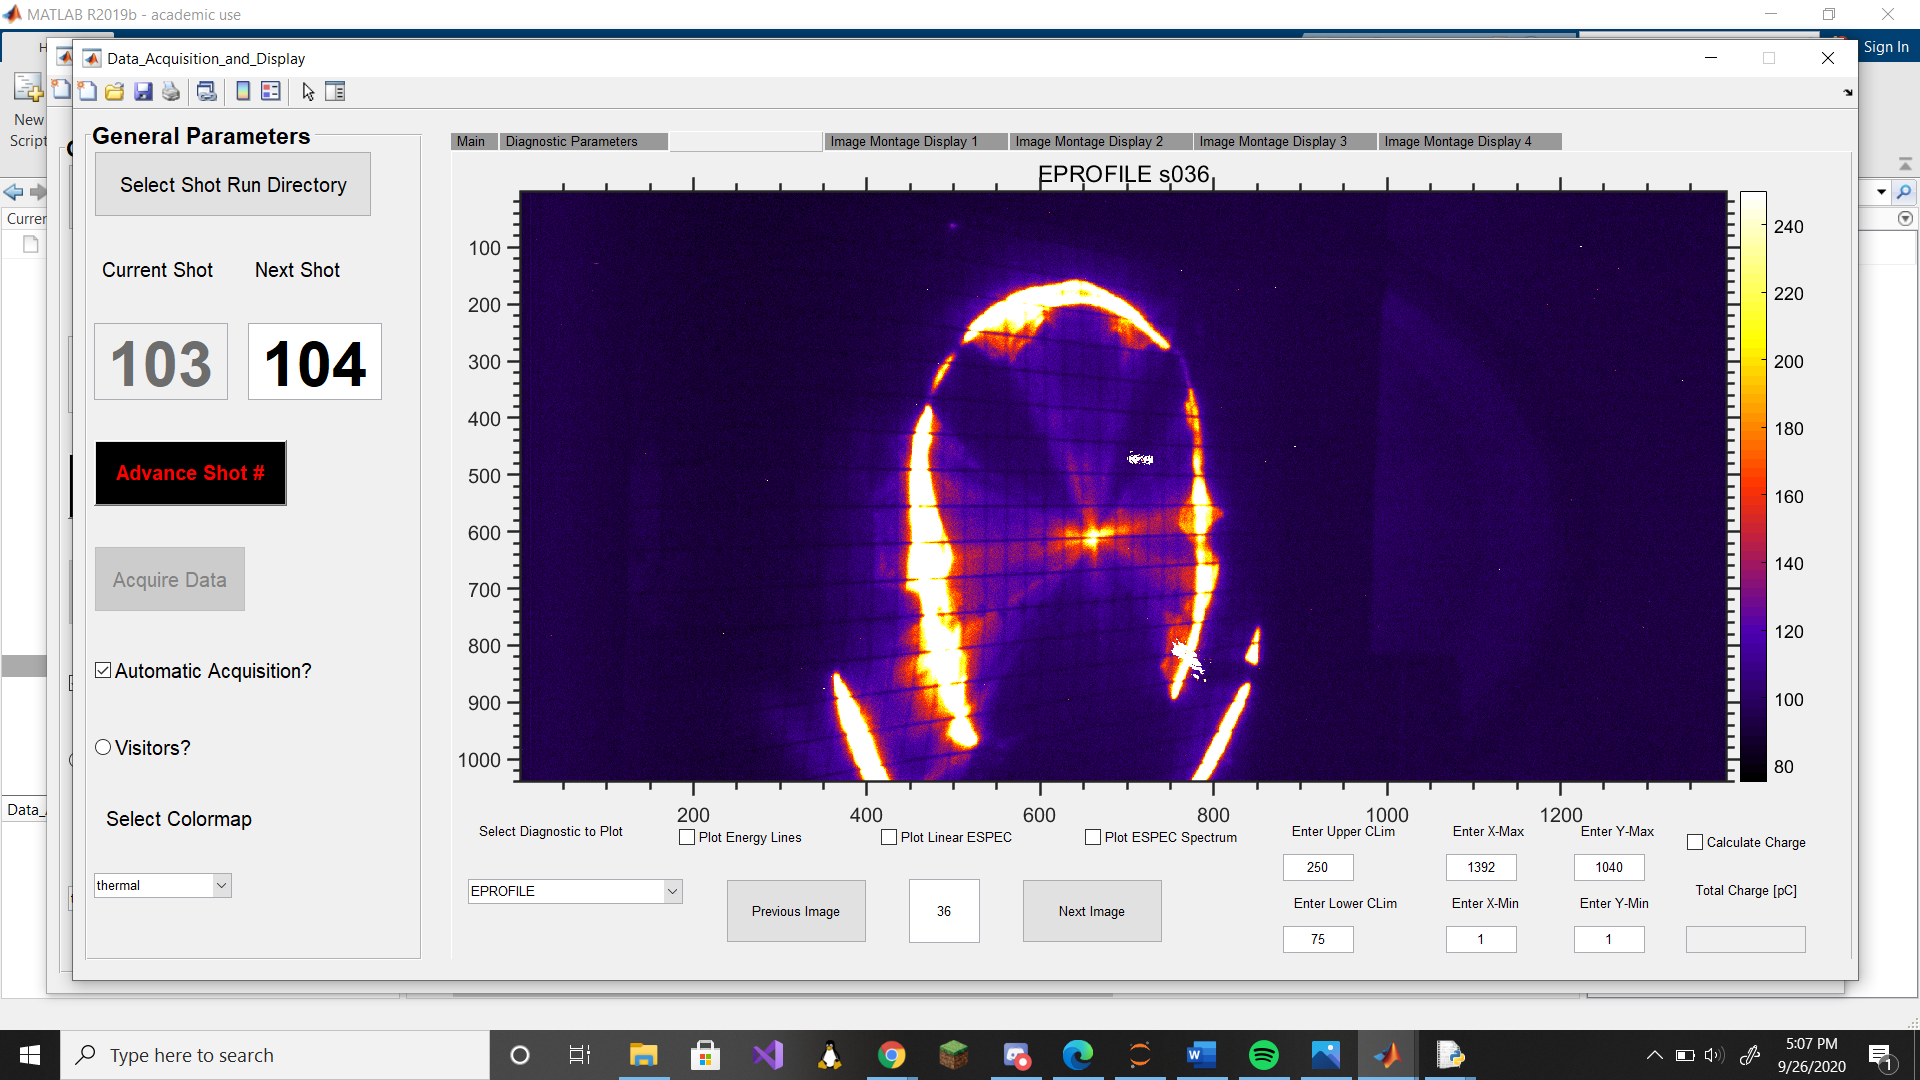 MATLAB R2019b - academic use
Sign In
Data_Acquisition_and_Display
New
Script
General Parameters
Select Shot Run Directory
Current Shot
Next Shot
103
104
Advance Shot #
Acquire Data
Automatic Acquisition?
Visitors?
Select Colormap
thermal
Main
Diagnostic Parameters
Image Montage Display 1
Image Montage Display 2
Image Montage Display 3
Image Montage Display 4
EPROFILE s036
100
200
300
400
500
600
700
800
900
1000
200
400
600
800
1000
1200
240
220
200
180
160
140
120
100
80
Select Diagnostic to Plot
EPROFILE
Plot Energy Lines
Plot Linear ESPEC
Plot ESPEC Spectrum
Previous Image
36
Next Image
Enter Upper CLim
250
Enter Lower CLim
75
Enter X-Max
1392
Enter X-Min
1
Enter Y-Max
1040
Enter Y-Min
1
Calculate Charge
Total Charge [pC]
Curre
Data_
Type here to search
5:07 PM
9/26/2020
1